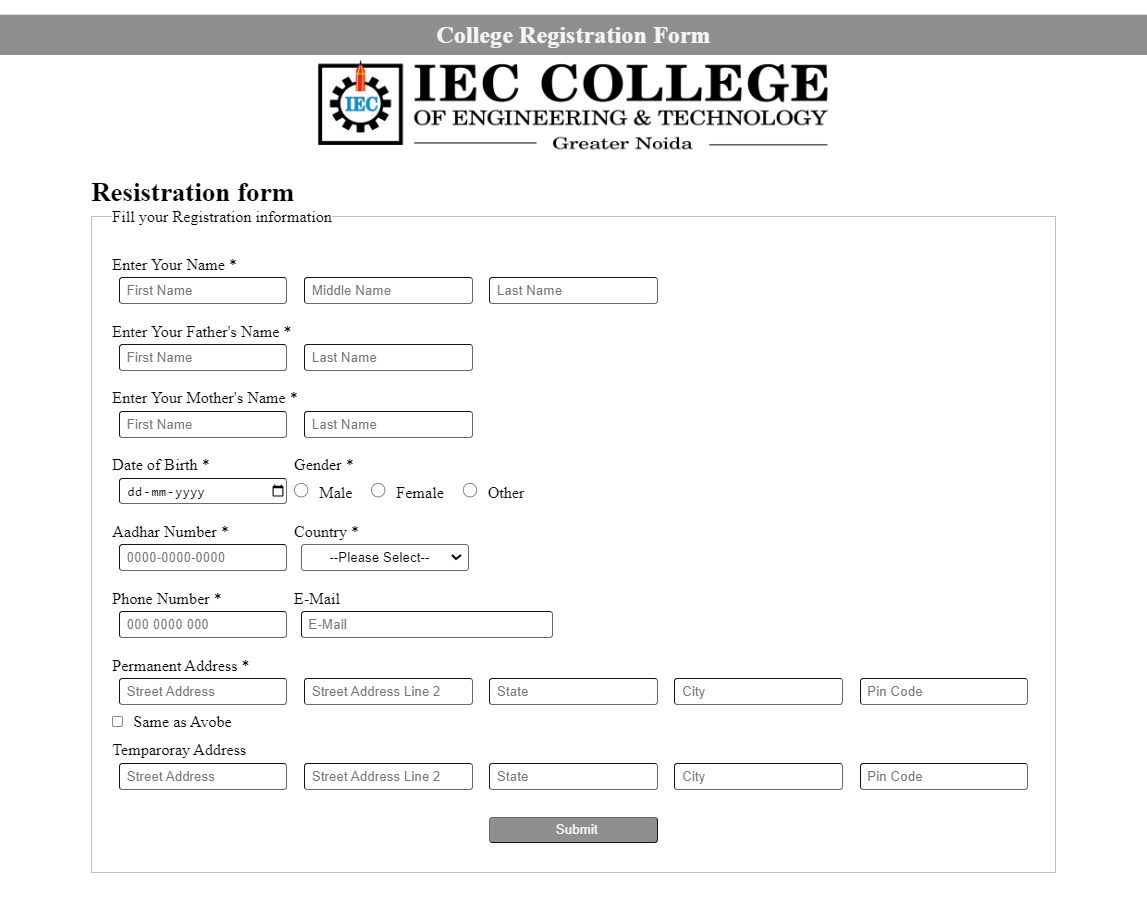 College Registration Form
IEC
IEC COLLEGE
OF ENGINEERING & TECHNOLOGY
Greater Noida
Resistration form
Fill your Registration information
Enter Your Name *
First Name Middle Name Last Name
Enter Your Father's Name *
First Name Last Name
Enter Your Mother's Name *
First Name Last Name
Date of Birth * Gender *
dd-mm-yyyy Male Female Other
Aadhar Number * Country *
0000-0000-0000 --Please Select--
Phone Number * E-Mail
000 0000 000 E-Mail
Permanent Address *
Street Address Street Address Line 2 State City Pin Code
Same as Avobe
Temparoray Address
Street Address Street Address Line 2 State City Pin Code
Submit